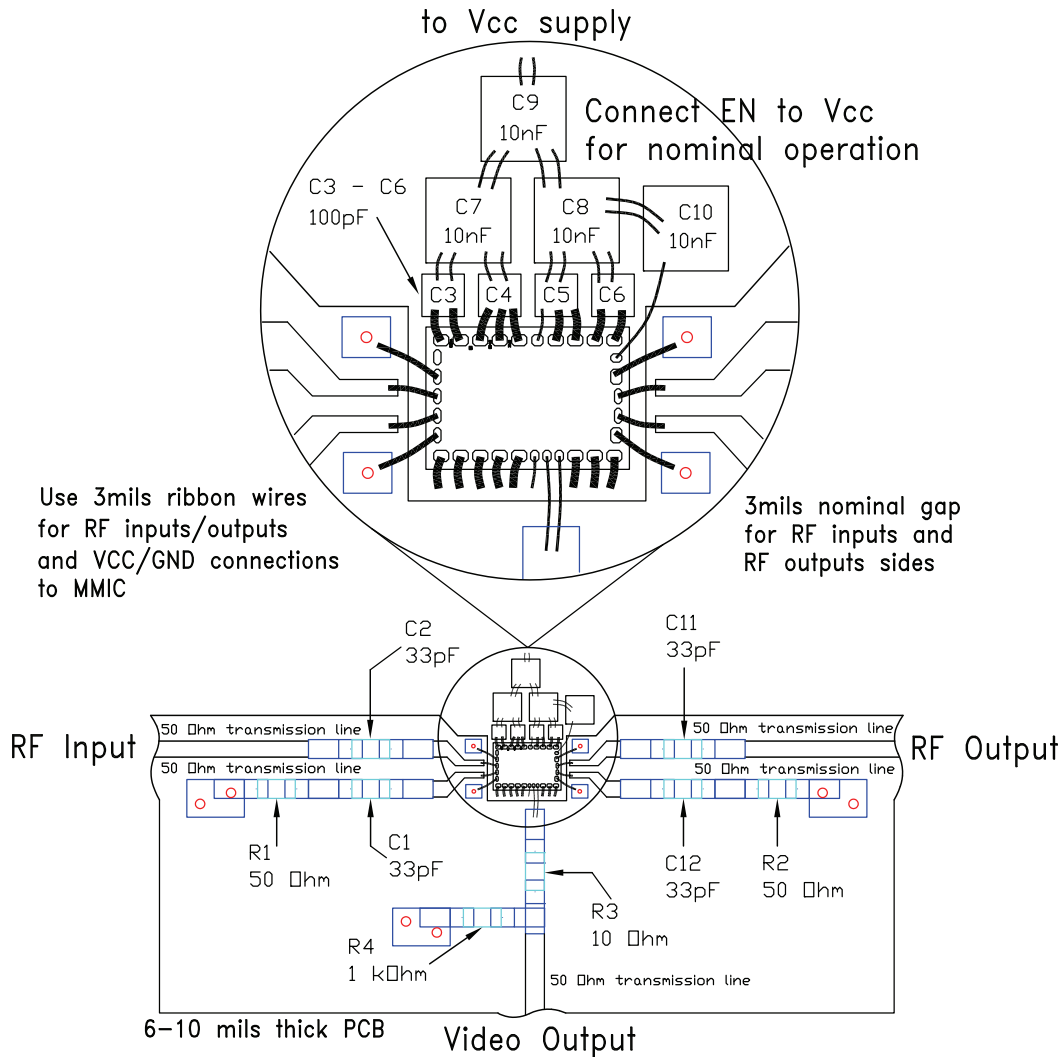 to Vcc supply
C9
10nF
Connect EN to Vcc
for nominal operation
C3 - C6
100pF
C7
10nF
C8
10nF
C10
10nF
C3
C4
C5
C6
Use 3mils ribbon wires
for RF inputs/outputs
and VCC/GND connections
to MMIC
3mils nominal gap
for RF inputs and
RF outputs sides
C2
33pF
C11
33pF
50 Ohm transmission line
50 Ohm transmission line
RF Input
RF Output
50 Ohm transmission line
50 Ohm transmission line
R1
50 Ohm
C1
33pF
C12
33pF
R2
50 Ohm
R3
10 Ohm
R4
1 kOhm
50 Ohm transmission line
6-10 mils thick PCB
Video Output